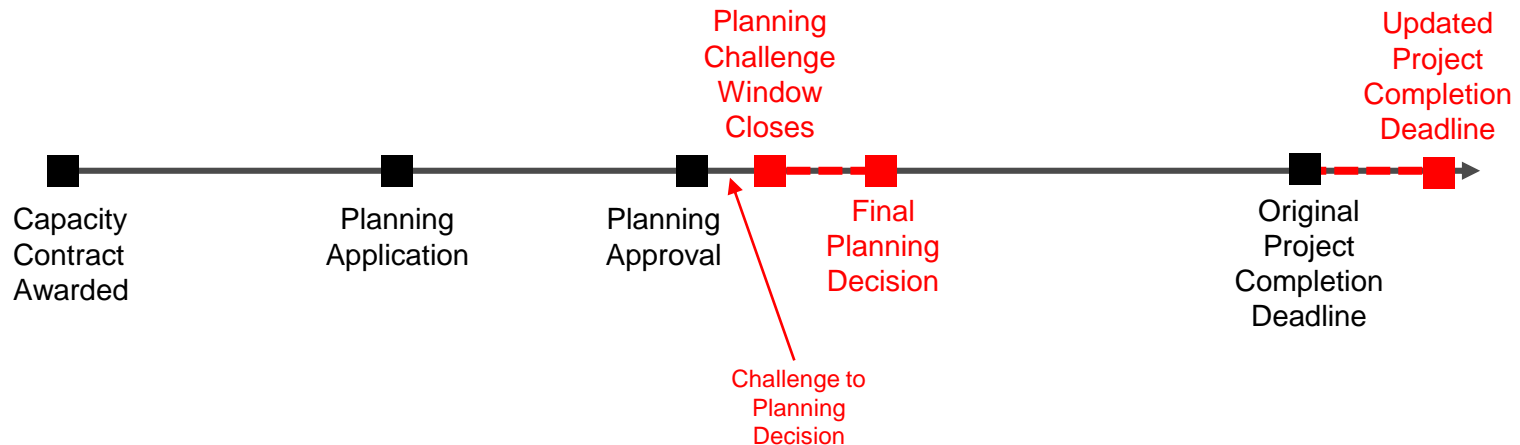 Planning
Challenge
Window
Closes
Updated
Project
Completion
Deadline
Capacity
Contract
Awarded
Planning
Application
Planning
Approval
Final
Planning
Decision
Original
Project
Completion
Deadline
Challenge to
Planning
Decision